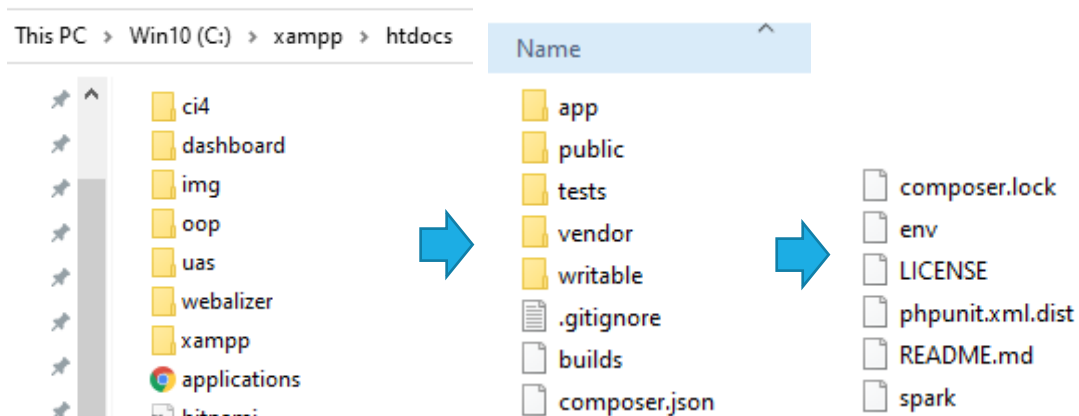 This PC > Win10 (C:) > xampp > htdocs
ci4
dashboard
img
oop
uas
webalizer
xampp
applications
bitnami
Name
app
public
tests
vendor
writable
.gitignore
builds
composer.json
composer.lock
env
LICENSE
phpunit.xml.dist
README.md
spark